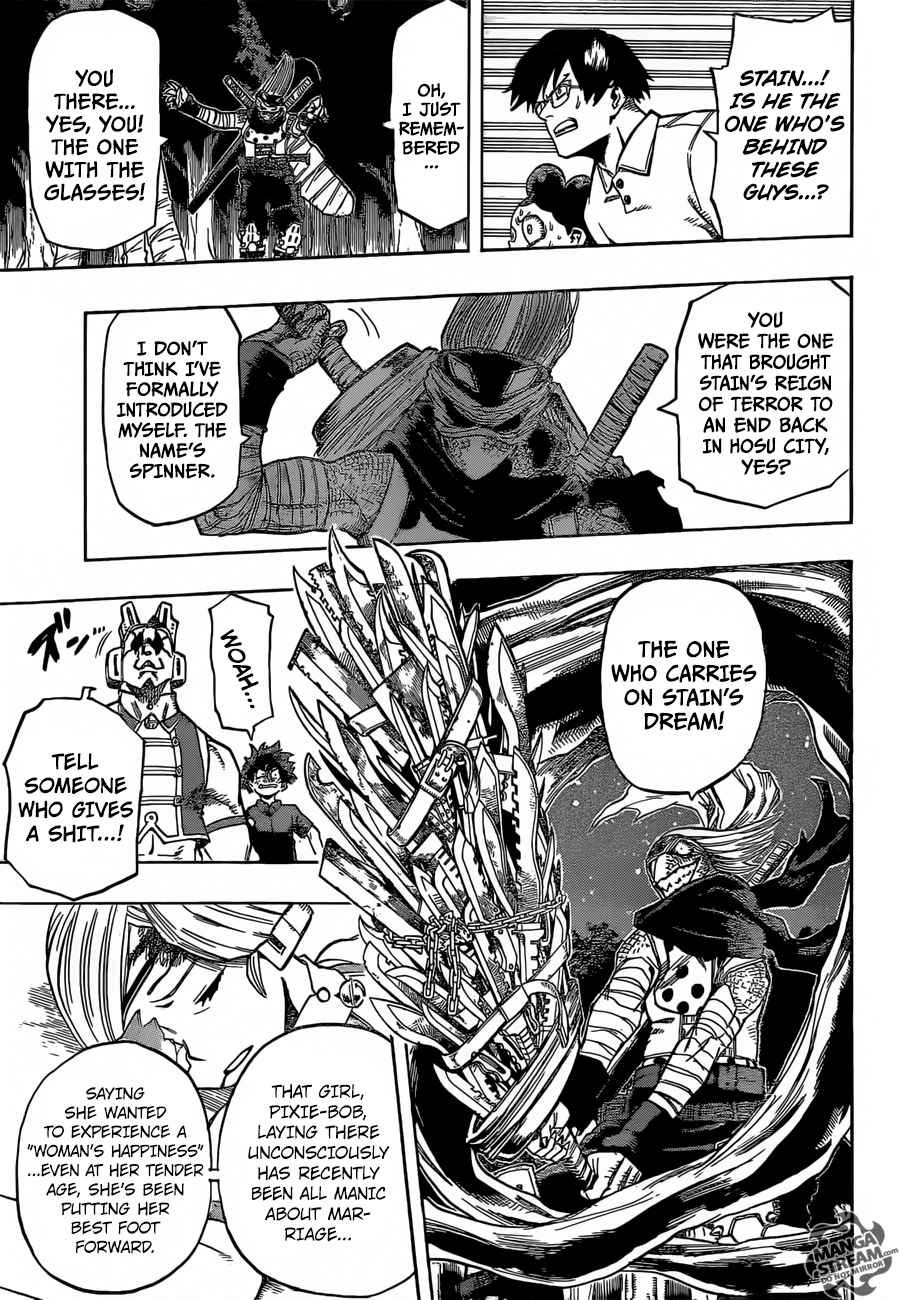 STAIN...!
IS HE THE
ONE WHO'S
BEHIND
THESE
GUYS...?
OH,
I JUST
REMEM-
BERED
...
YOU
THERE...
YES, YOU!
THE ONE
WITH THE
GLASSES!
YOU
WERE THE ONE
THAT BROUGHT
STAIN'S REIGN
OF TERROR TO
AN END BACK
IN HOSU CITY,
YES?
I DON'T
THINK I'VE
FORMALLY
INTRODUCED
MYSELF. THE
NAME'S
SPINNER.
THE ONE
WHO CARRIES
ON STAIN'S
DREAM!
WOAH...
ズン
TELL
SOMEONE
WHO GIVES
A SHIT...!
THAT GIRL,
PIXIE-BOB,
LAYING THERE
UNCONSCIOUSLY
HAS RECENTLY
BEEN ALL MANIC
ABOUT MAR-
RIAGE...
SAYING
SHE WANTED
TO EXPERIENCE A
"WOMAN'S HAPPINESS"
...EVEN AT HER TENDER
AGE, SHE'S BEEN
PUTTING HER
BEST FOOT
FORWARD.
MANGA
STREAM.com
DO NOT MIRROR!